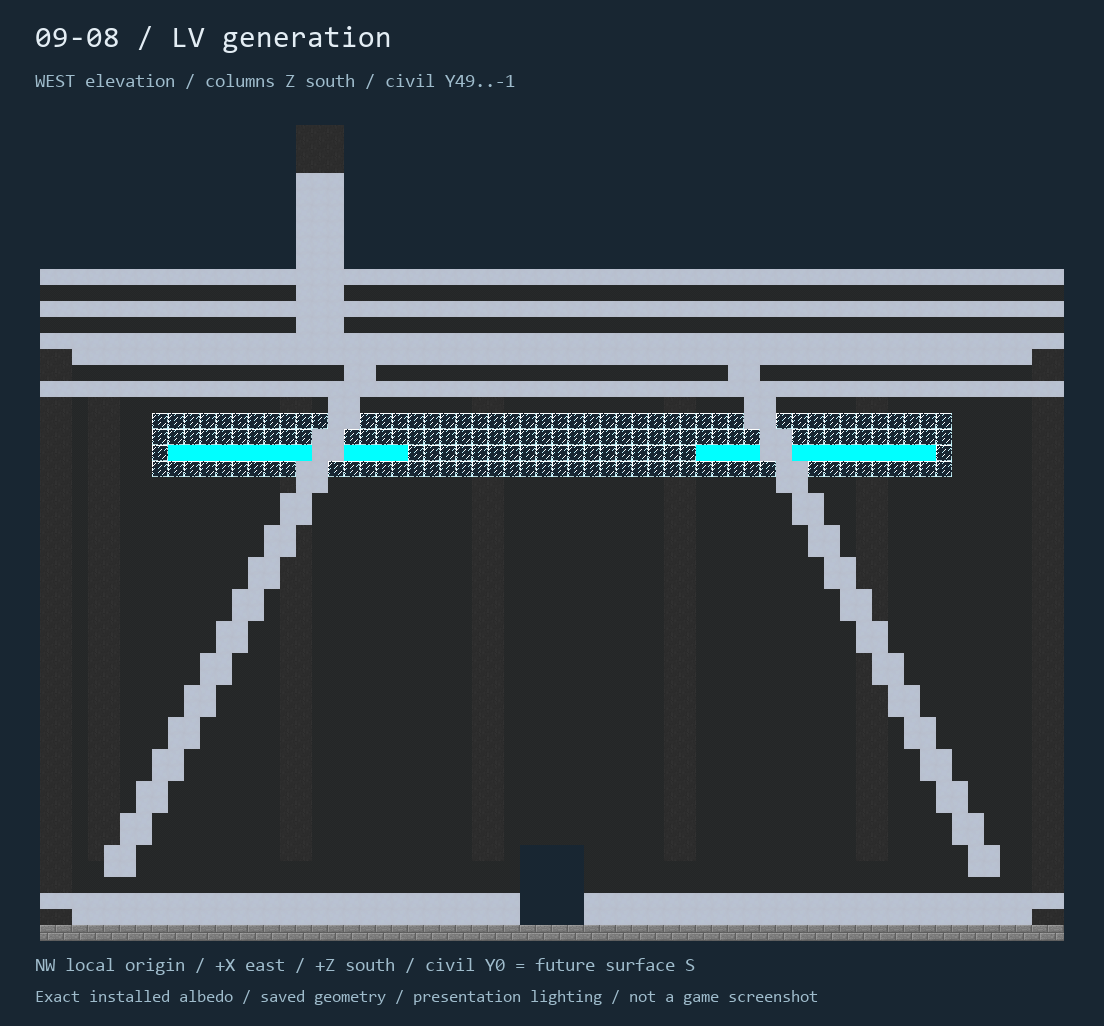 09-08 / LV generation
WEST elevation / columns Z south / civil Y49..-1
NW local origin / +X east / +Z south / civil Y0 = future surface S
Exact installed albedo / saved geometry / presentation lighting / not a game screenshot